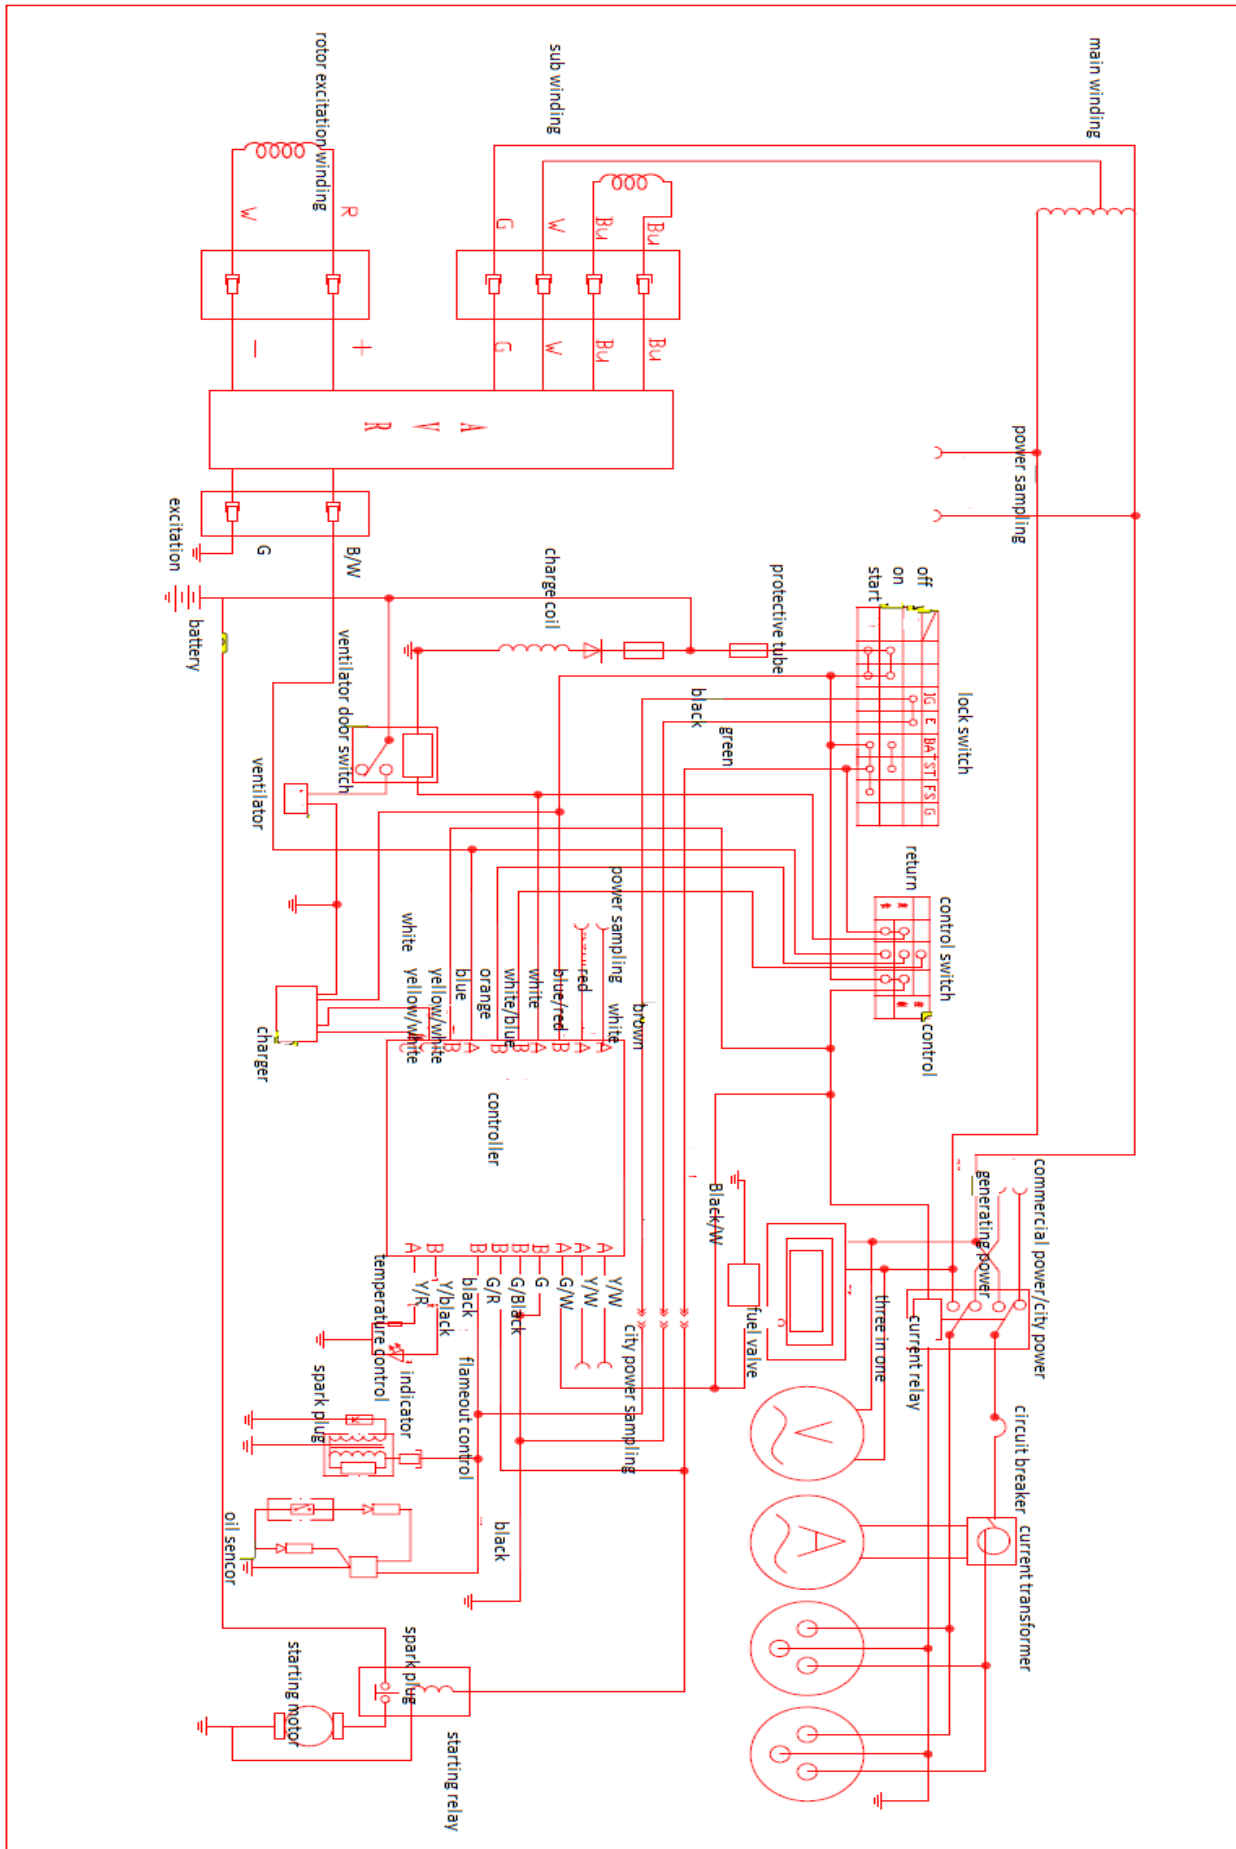 main winding
sub winding
rotor excitation winding
G
W
Bu
Bu
R
W
G
W
Bu
Bu
+
−
A
V
R
power sampling
excitation
G
B/W
battery
charge coil
protective tube
off
on
start
lock switch
IG
E
BAT
ST
FS
G
black
green
ventilator door switch
ventilator
return
control switch
control
power sampling
white
yellow/white
yellow/white
blue
orange
white/blue
white
blue/red
red
white
brown
charger
C
B
A
B
B
A
B
A
A
controller
A
B
B
B
B
B
A
A
A
Y/R
Y/black
black
G/R
G/Black
G
G/W
Y/W
Y/W
Black/W
commercial power/city power
generating power
three in one
fuel valve
current relay
city power sampling
temperature control
indicator
flameout control
spark plug
circuit breaker
current transformer
V
A
oil sencor
black
spark plug
starting motor
starting relay